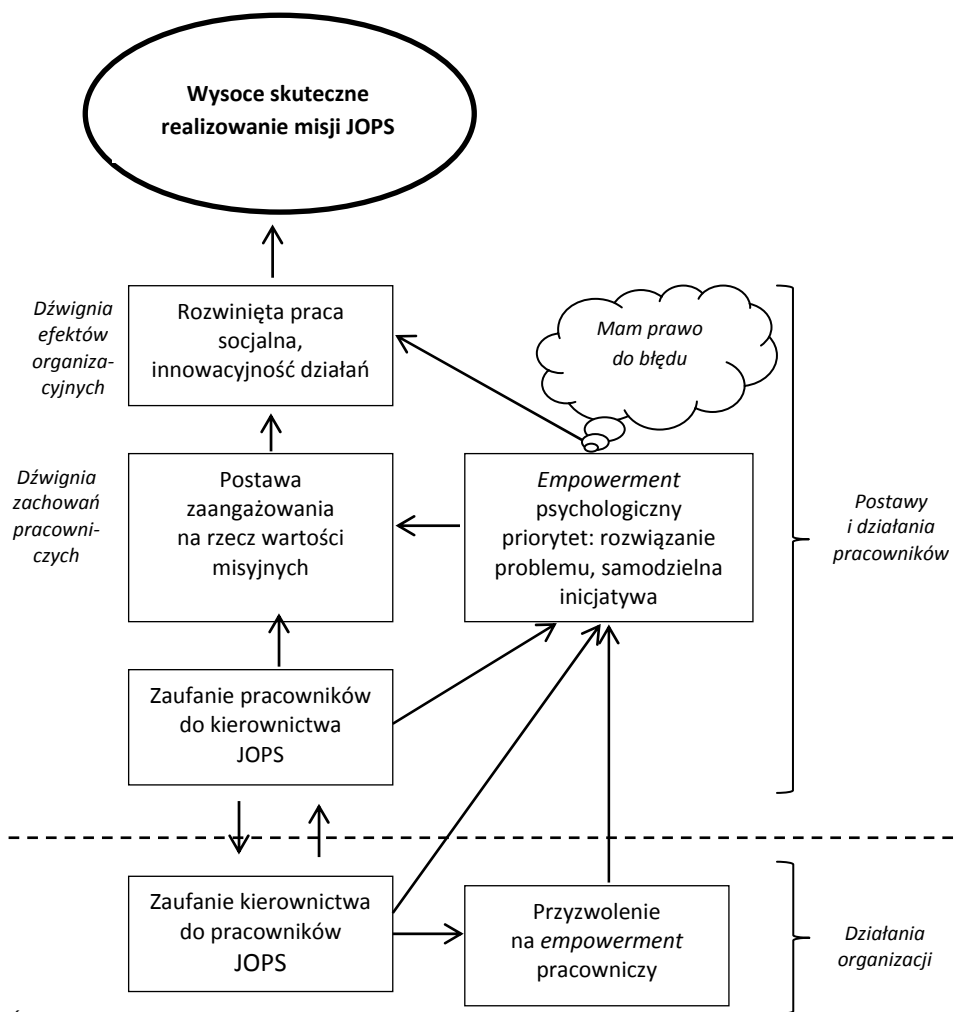 Wysoce skuteczne
realizowanie misji JOPS
Dźwignia
efektów
organiza-
cyjnych
Rozwinięta praca
socjalna,
innowacyjność działań
Mam prawo
do błędu
Dźwignia
zachowań
pracowni-
czych
Postawa
zaangażowania
na rzecz wartości
misyjnych
Empowerment
psychologiczny
priorytet: rozwiązanie
problemu, samodzielna
inicjatywa
Postawy
i działania
pracowników
Zaufanie pracowników
do kierownictwa
JOPS
Zaufanie kierownictwa
do pracowników
JOPS
Przyzwolenie
na empowerment
pracowniczy
Działania
organizacji